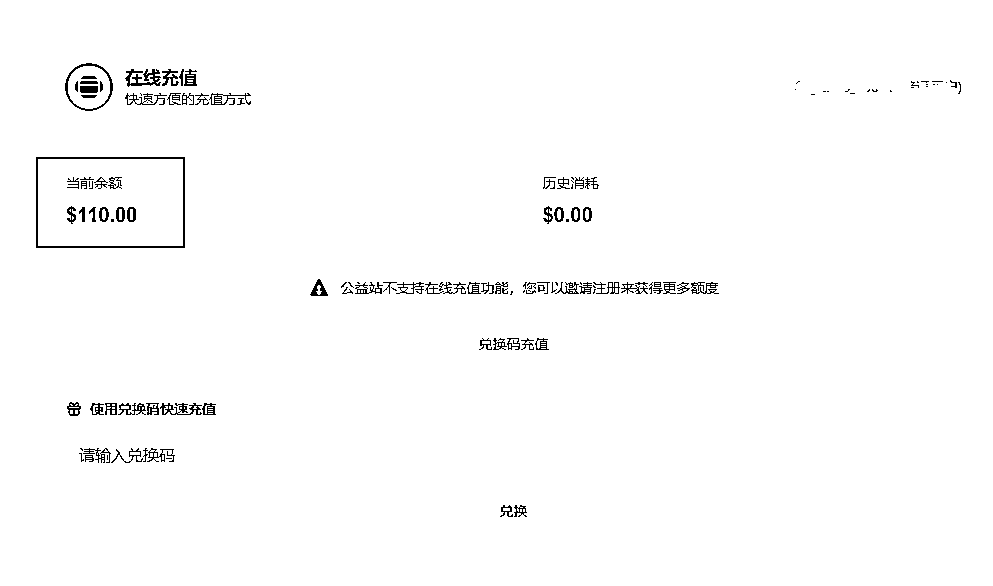 在线充值
快速方便的充值方式
当前余额
$110.00
历史消耗
$0.00
公益站不支持在线充值功能，您可以邀请注册来获得更多额度
兑换码充值
使用兑换码快速充值
请输入兑换码
兑换